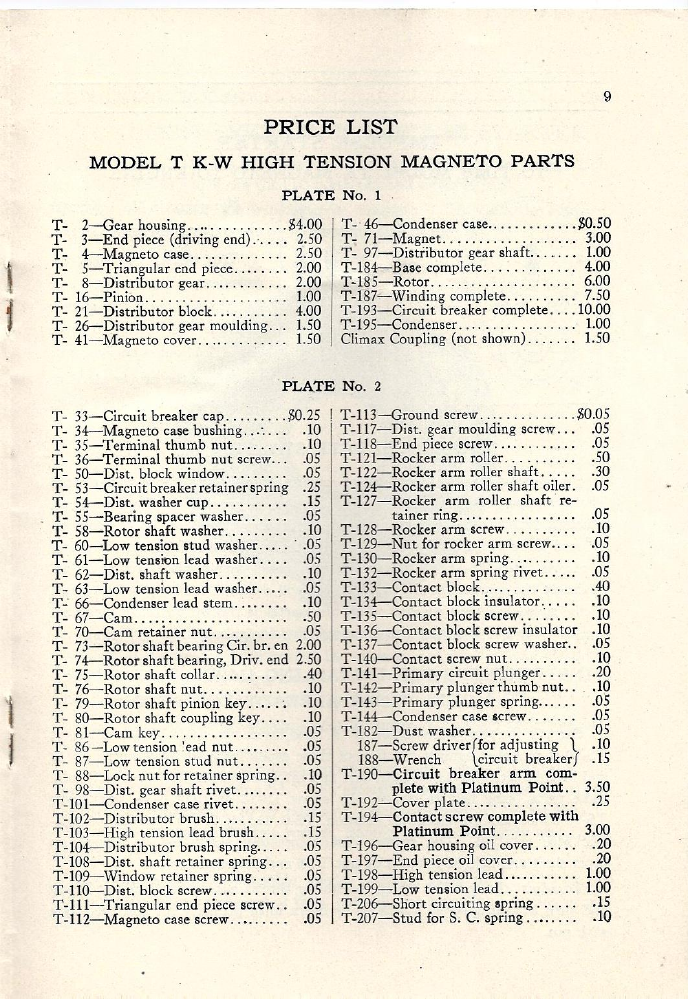 9
PRICE LIST
MODEL T K-W HIGH TENSION MAGNETO PARTS
PLATE No. 1
T- 2—Gear housing.............$4.00
T- 3—End piece (driving end)...... 2.50
T- 4—Magneto case............. 2.50
T- 5—Triangular end piece........ 2.00
T- 8—Distributor gear........... 2.00
T- 16—Pinion.................. 1.00
T- 21—Distributor block.......... 4.00
T- 26—Distributor gear moulding... 1.50
T- 41—Magneto cover............ 1.50
T- 46—Condenser case............$0.50
T- 71—Magnet.................. 3.00
T- 97—Distributor gear shaft....... 1.00
T-184—Base complete............. 4.00
T-185—Rotor................... 6.00
T-187—Winding complete.......... 7.50
T-193—Circuit breaker complete....10.00
T-195—Condenser................ 1.00
Climax Coupling (not shown)....... 1.50
PLATE No. 2
T- 33—Circuit breaker cap.........$0.25
T- 34—Magneto case bushing...... .10
T- 35—Terminal thumb nut........ .10
T- 36—Terminal thumb nut screw... .05
T- 50—Dist. block window......... .05
T- 53—Circuit breaker retainer spring .25
T- 54—Dist. washer cup........... .15
T- 55—Bearing spacer washer...... .05
T- 58—Rotor shaft washer......... .10
T- 60—Low tension stud washer..... .05
T- 61—Low tension lead washer.... .05
T- 62—Dist. shaft washer.......... .10
T- 63—Low tension lead washer..... .05
T- 66—Condenser lead stem........ .10
T- 67—Cam.................... .50
T- 70—Cam retainer nut........... .05
T- 73—Rotor shaft bearing Cir. br. en 2.00
T- 74—Rotor shaft bearing, Driv. end 2.50
T- 75—Rotor shaft collar.......... .40
T- 76—Rotor shaft nut............ .10
T- 79—Rotor shaft pinion key...... .10
T- 80—Rotor shaft coupling key.... .10
T- 81—Cam key................. .05
T- 86—Low tension lead nut....... .05
T- 87—Low tension stud nut....... .05
T- 88—Lock nut for retainer spring.. .10
T- 98—Dist. gear shaft rivet....... .05
T-101—Condenser case rivet....... .05
T-102—Distributor brush.......... .15
T-103—High tension lead brush..... .15
T-104—Distributor brush spring..... .05
T-108—Dist. shaft retainer spring... .05
T-109—Window retainer spring..... .05
T-110—Dist. block screw.......... .05
T-111—Triangular end piece screw.. .05
T-112—Magneto case screw........ .05
T-113—Ground screw.............$0.05
T-117—Dist. gear moulding screw... .05
T-118—End piece screw........... .05
T-121—Rocker arm roller.......... .50
T-122—Rocker arm roller shaft..... .30
T-124—Rocker arm roller shaft oiler. .05
T-127—Rocker arm roller shaft re-
tainer ring................ .05
T-128—Rocker arm screw.......... .10
T-129—Nut for rocker arm screw.... .05
T-130—Rocker arm spring......... .10
T-132—Rocker arm spring rivet..... .05
T-133—Contact block............. .40
T-134—Contact block insulator..... .10
T-135—Contact block screw........ .10
T-136—Contact block screw insulator .10
T-137—Contact block screw washer.. .05
T-140—Contact screw nut......... .10
T-141—Primary circuit plunger..... .20
T-142—Primary plunger thumb nut.. .10
T-143—Primary plunger spring..... .05
T-144—Condenser case screw....... .05
T-182—Dust washer.............. .05
187—Screw driver{for adjusting } .10
188—Wrench {circuit breaker} .15
T-190—Circuit breaker arm com-
plete with Platinum Point.. 3.50
T-192—Cover plate............... .25
T-194—Contact screw complete with
Platinum Point.......... 3.00
T-196—Gear housing oil cover...... .20
T-197—End piece oil cover......... .20
T-198—High tension lead.......... 1.00
T-199—Low tension lead........... 1.00
T-206—Short circuiting spring...... .15
T-207—Stud for S. C. spring........ .10